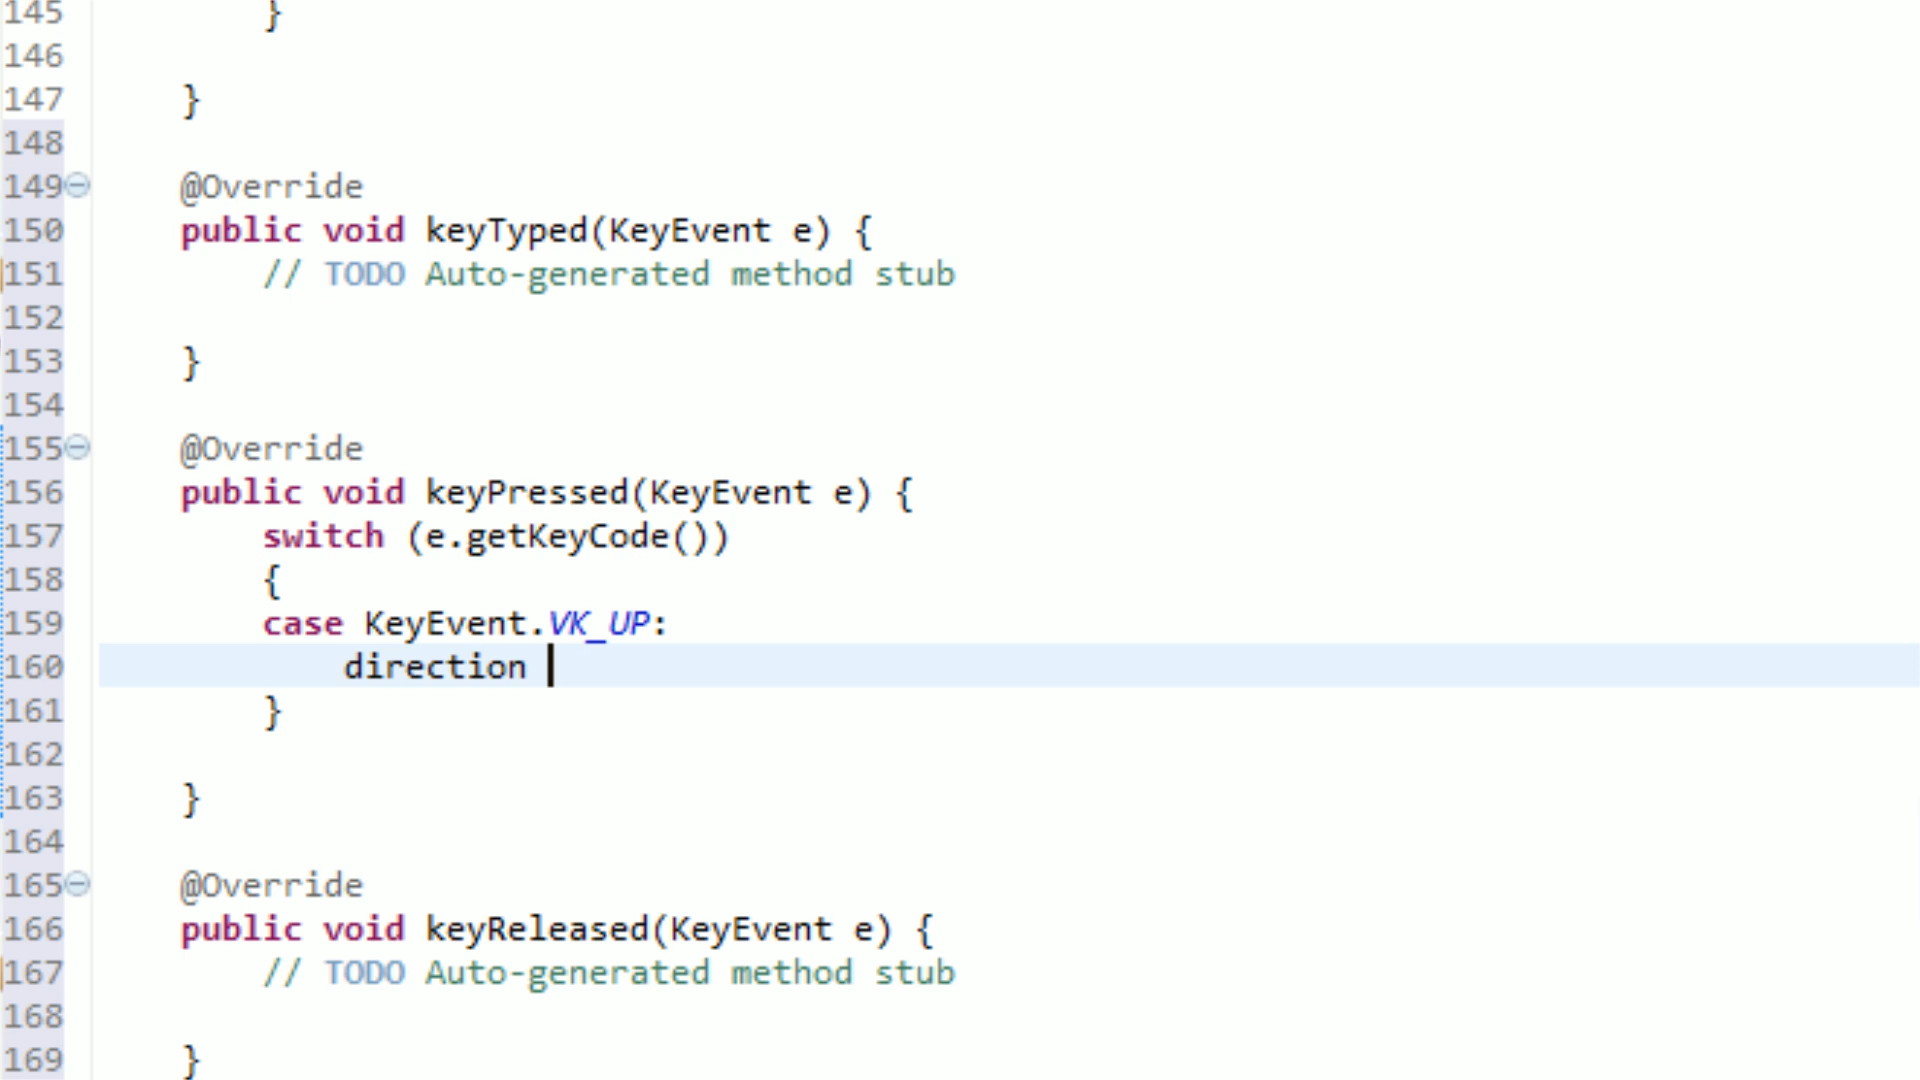 145 }
146
147 }
148
149 @Override
150 public void keyTyped(KeyEvent e) {
151 // TODO Auto-generated method stub
152
153 }
154
155 @Override
156 public void keyPressed(KeyEvent e) {
157 switch (e.getKeyCode())
158 {
159 case KeyEvent.VK_UP:
160 direction
161 }
162
163 }
164
165 @Override
166 public void keyReleased(KeyEvent e) {
167 // TODO Auto-generated method stub
168
169 }